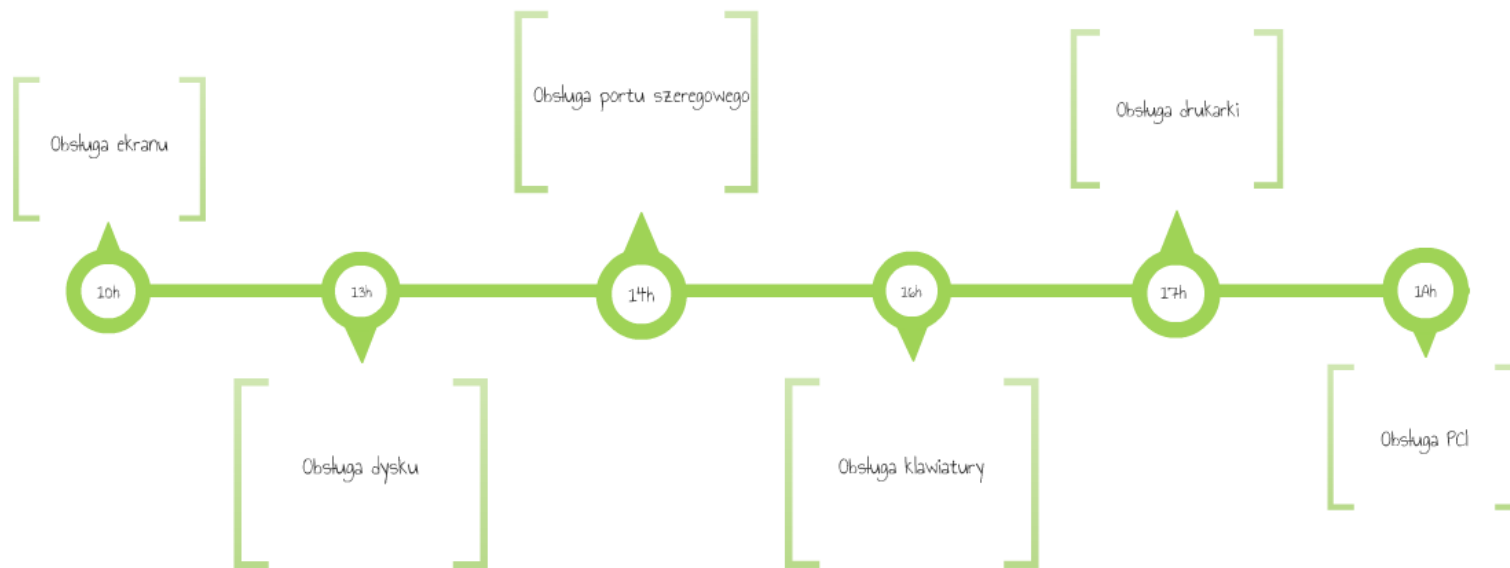 Obsługa ekranu
Obsługa portu szeregowego
Obsługa drukarki
10h
13h
14h
16h
17h
1Ah
Obsługa dysku
Obsługa klawiatury
Obsługa PCI